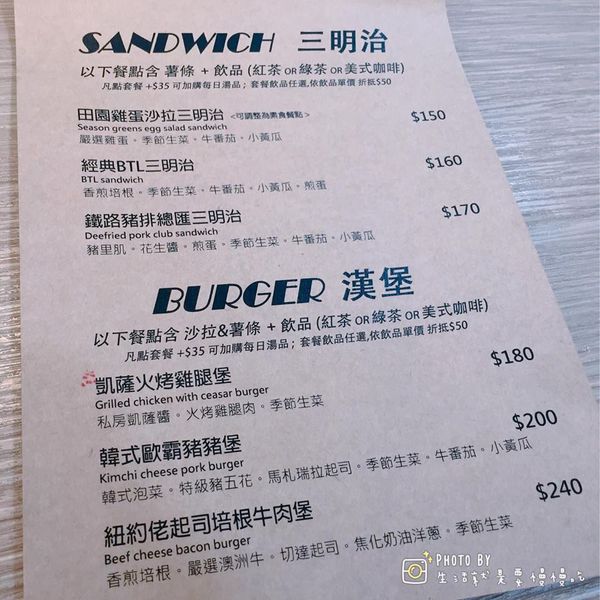 SANDWICH 三明治
以下餐點含 薯條 + 飲品 (紅茶 OR 綠茶 OR 美式咖啡)
凡點套餐 +$35 可加購每日湯品；套餐飲品任選,依飲品單價 折抵$50
田園雞蛋沙拉三明治 <可調整為素食餐點> $150
Season greens egg salad sandwich
嚴選雞蛋。季節生菜。牛番茄。小黃瓜
經典BTL三明治 $160
BTL sandwich
香煎培根。季節生菜。牛番茄。小黃瓜。煎蛋
鐵路豬排總匯三明治 $170
Deefried pork club sandwich
豬里肌。花生醬。煎蛋。季節生菜。牛番茄。小黃瓜
BURGER 漢堡
以下餐點含 沙拉&薯條 + 飲品 (紅茶 OR 綠茶 OR 美式咖啡)
凡點套餐 +$35 可加購每日湯品；套餐飲品任選,依飲品單價 折抵$50
凱薩火烤雞腿堡 $180
Grilled chicken with ceasar burger
私房凱薩醬。火烤雞腿肉。季節生菜
韓式歐霸豬豬堡 $200
Kimchi cheese pork burger
韓式泡菜。特級豬五花。馬札瑞拉起司。季節生菜。牛番茄。小黃瓜
紐約佬起司培根牛肉堡 $240
Beef cheese bacon burger
香煎培根。嚴選澳洲牛。切達起司。焦化奶油洋蔥。季節生菜
PHOTO BY
生活就是要慢慢吃